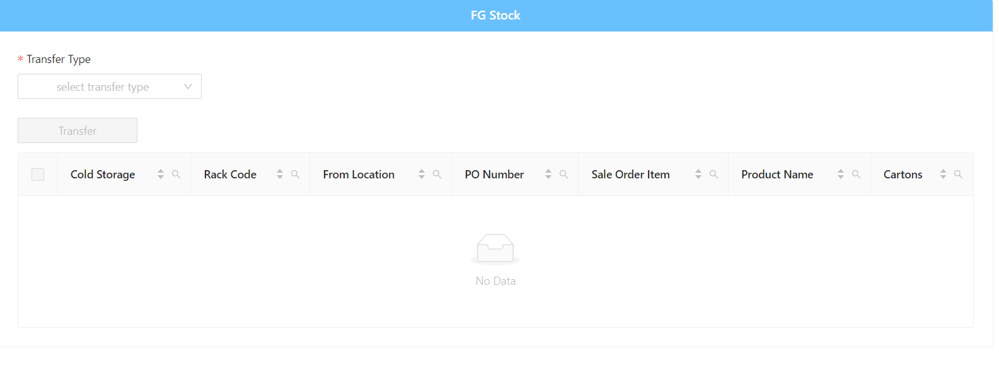 FG Stock
* Transfer Type
select transfer type
Transfer
Cold Storage Rack Code From Location PO Number Sale Order Item Product Name Cartons
No Data